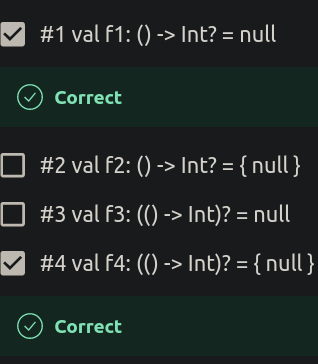 #1 val f1: () -> Int? = null
Correct
#2 val f2: () -> Int? = { null }
#3 val f3: (() -> Int)? = null
#4 val f4: (() -> Int)? = { null }
Correct